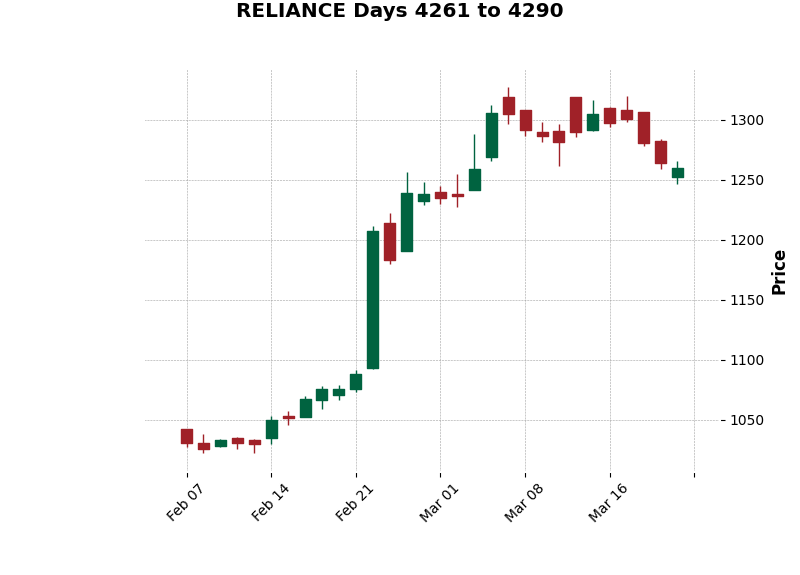 RELIANCE Days 4261 to 4290
1300
1250
1200
1150
1100
1050
Price
Feb 07
Feb 14
Feb 21
Mar 01
Mar 08
Mar 16